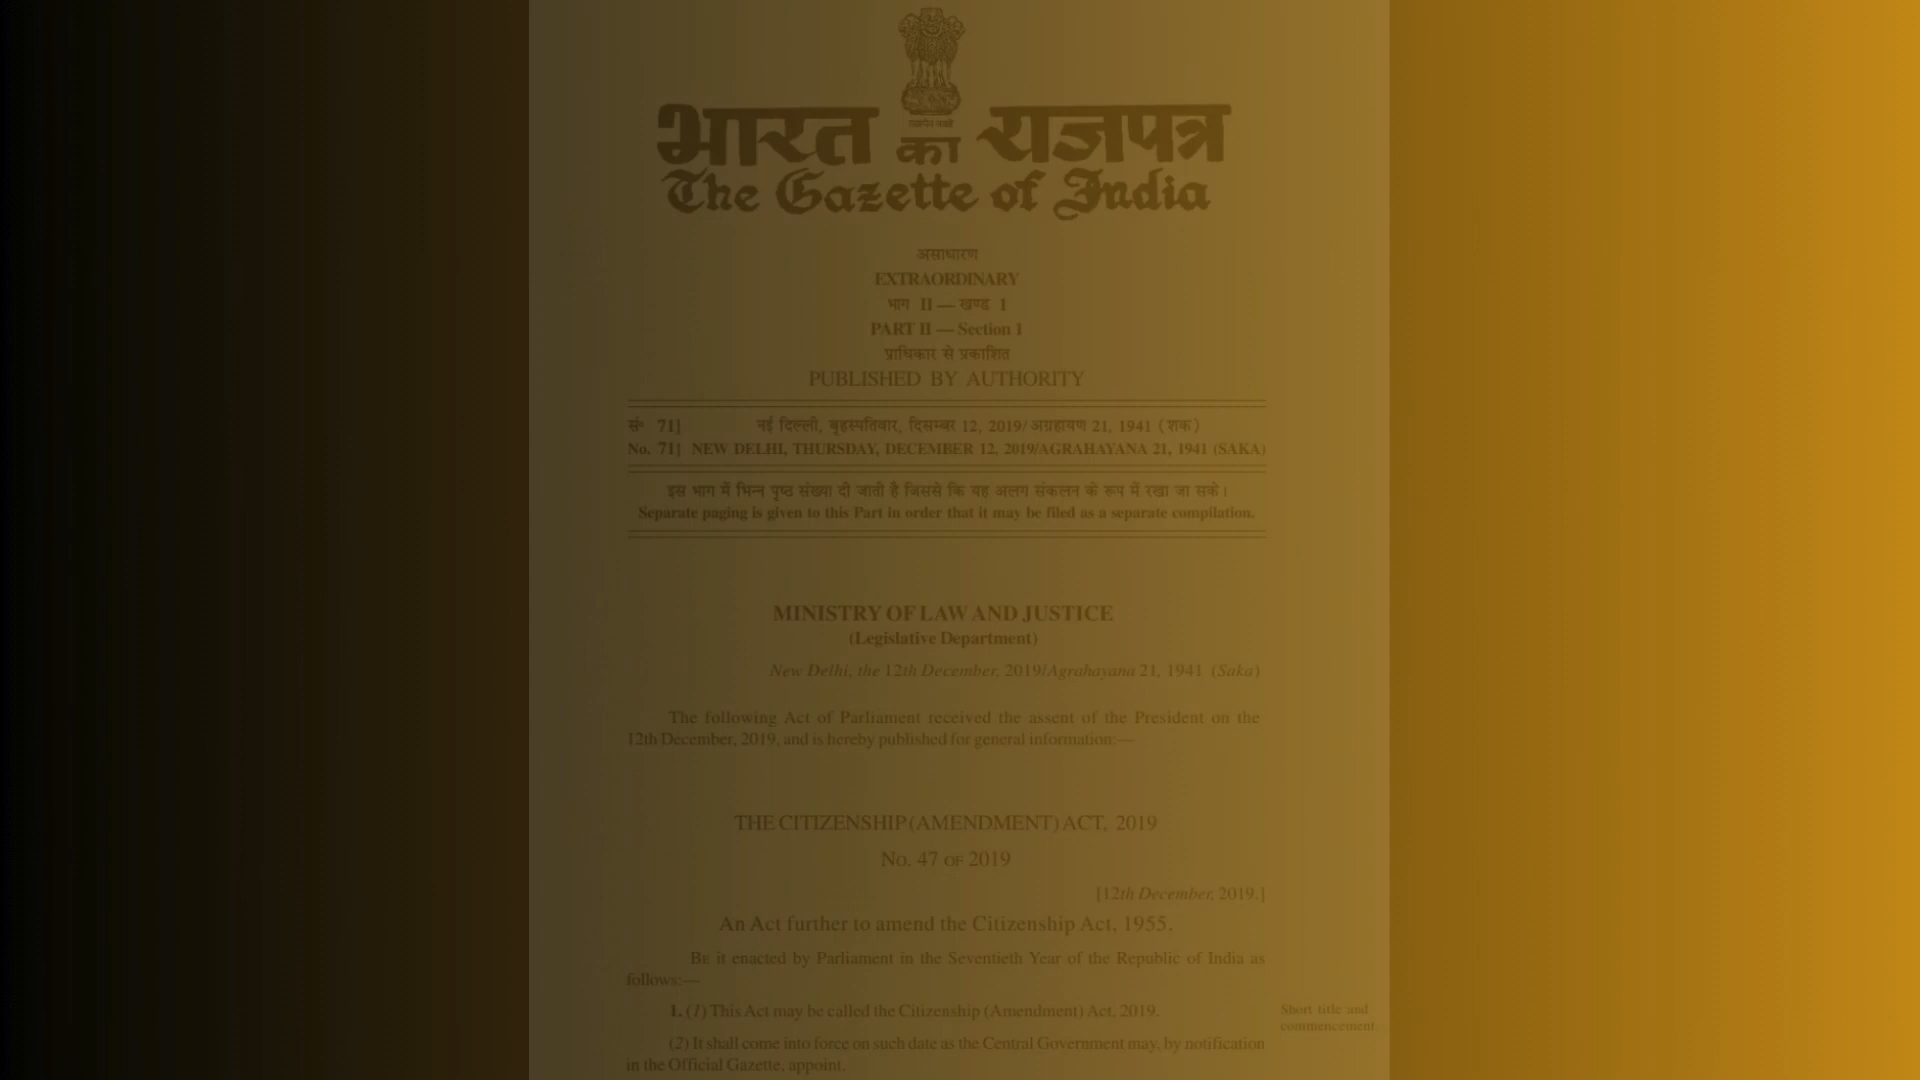 भारत का राजपत्र
The Gazette of India
असाधारण
EXTRAORDINARY
भाग II — खण्ड 1
PART II — Section 1
प्राधिकार से प्रकाशित
PUBLISHED BY AUTHORITY
सं॰ 71] नई दिल्ली, बृहस्पतिवार, दिसम्बर 12, 2019/ अग्रहायण 21, 1941 (शक)
No. 71] NEW DELHI, THURSDAY, DECEMBER 12, 2019/AGRAHAYANA 21, 1941 (SAKA)
इस भाग में भिन्न पृष्ठ संख्या दी जाती है जिससे कि यह अलग संकलन के रूप में रखा जा सके।
Separate paging is given to this Part in order that it may be filed as a separate compilation.
MINISTRY OF LAW AND JUSTICE
(Legislative Department)
New Delhi, the 12th December, 2019/Agrahayana 21, 1941 (Saka)
The following Act of Parliament received the assent of the President on the
12th December, 2019, and is hereby published for general information:—
THE CITIZENSHIP (AMENDMENT) ACT, 2019
No. 47 OF 2019
[12th December, 2019.]
An Act further to amend the Citizenship Act, 1955.
BE it enacted by Parliament in the Seventieth Year of the Republic of India as
follows:—
1. (1) This Act may be called the Citizenship (Amendment) Act, 2019.
Short title and
commencement
(2) It shall come into force on such date as the Central Government may, by notification
in the Official Gazette, appoint.